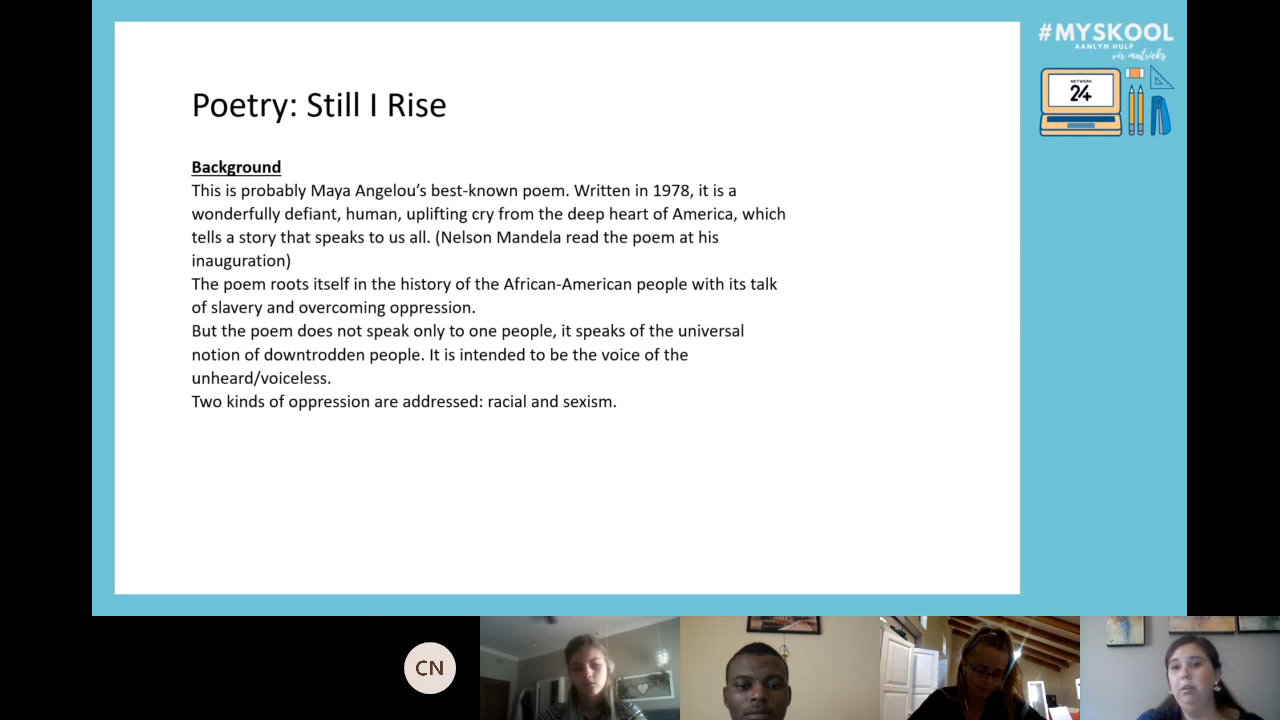 #MYSKOOL
AANLYN HULP
vir matrieks
NETWERK
24
Poetry: Still I Rise
Background
This is probably Maya Angelou’s best-known poem. Written in 1978, it is a
wonderfully defiant, human, uplifting cry from the deep heart of America, which
tells a story that speaks to us all. (Nelson Mandela read the poem at his
inauguration)
The poem roots itself in the history of the African-American people with its talk
of slavery and overcoming oppression.
But the poem does not speak only to one people, it speaks of the universal
notion of downtrodden people. It is intended to be the voice of the
unheard/voiceless.
Two kinds of oppression are addressed: racial and sexism.
CN